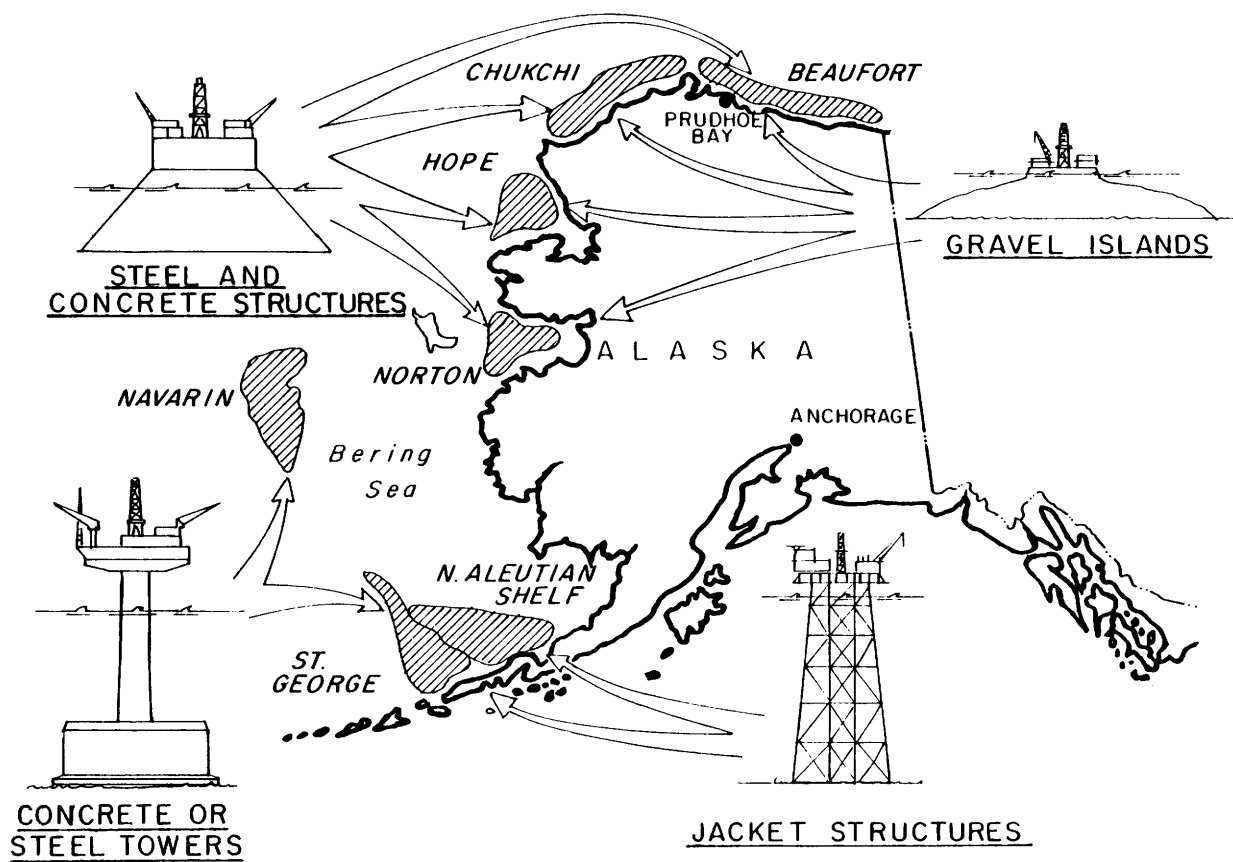 CHUKCHI
BEAUFORT
PRUDHOE
BAY
HOPE
STEEL AND
CONCRETE STRUCTURES
GRAVEL ISLANDS
ALASKA
NORTON
NAVARIN
ANCHORAGE
Bering
Sea
N. ALEUTIAN
SHELF
ST.
GEORGE
CONCRETE OR
STEEL TOWERS
JACKET STRUCTURES